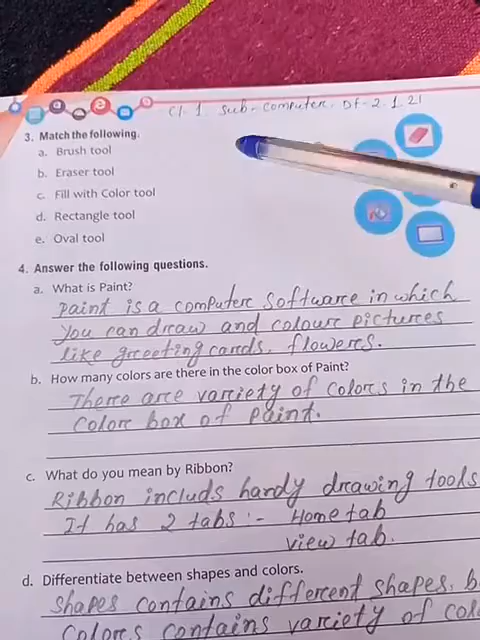 Cl. 1 Sub-computer. Dt-2.1.21
3. Match the following.
a. Brush tool
b. Eraser tool
c. Fill with Color tool
d. Rectangle tool
e. Oval tool
4. Answer the following questions.
a. What is Paint?
Paint is a computer software in which
you can draw and colour pictures
like greeting cards, flowers.
b. How many colors are there in the color box of Paint?
There are variety of colors in the
color box of paint.
c. What do you mean by Ribbon?
Ribbon includs handy drawing tools
It has 2 tabs :- Home tab
view tab.
d. Differentiate between shapes and colors.
Shapes contains different shapes,
Colors contains variety of